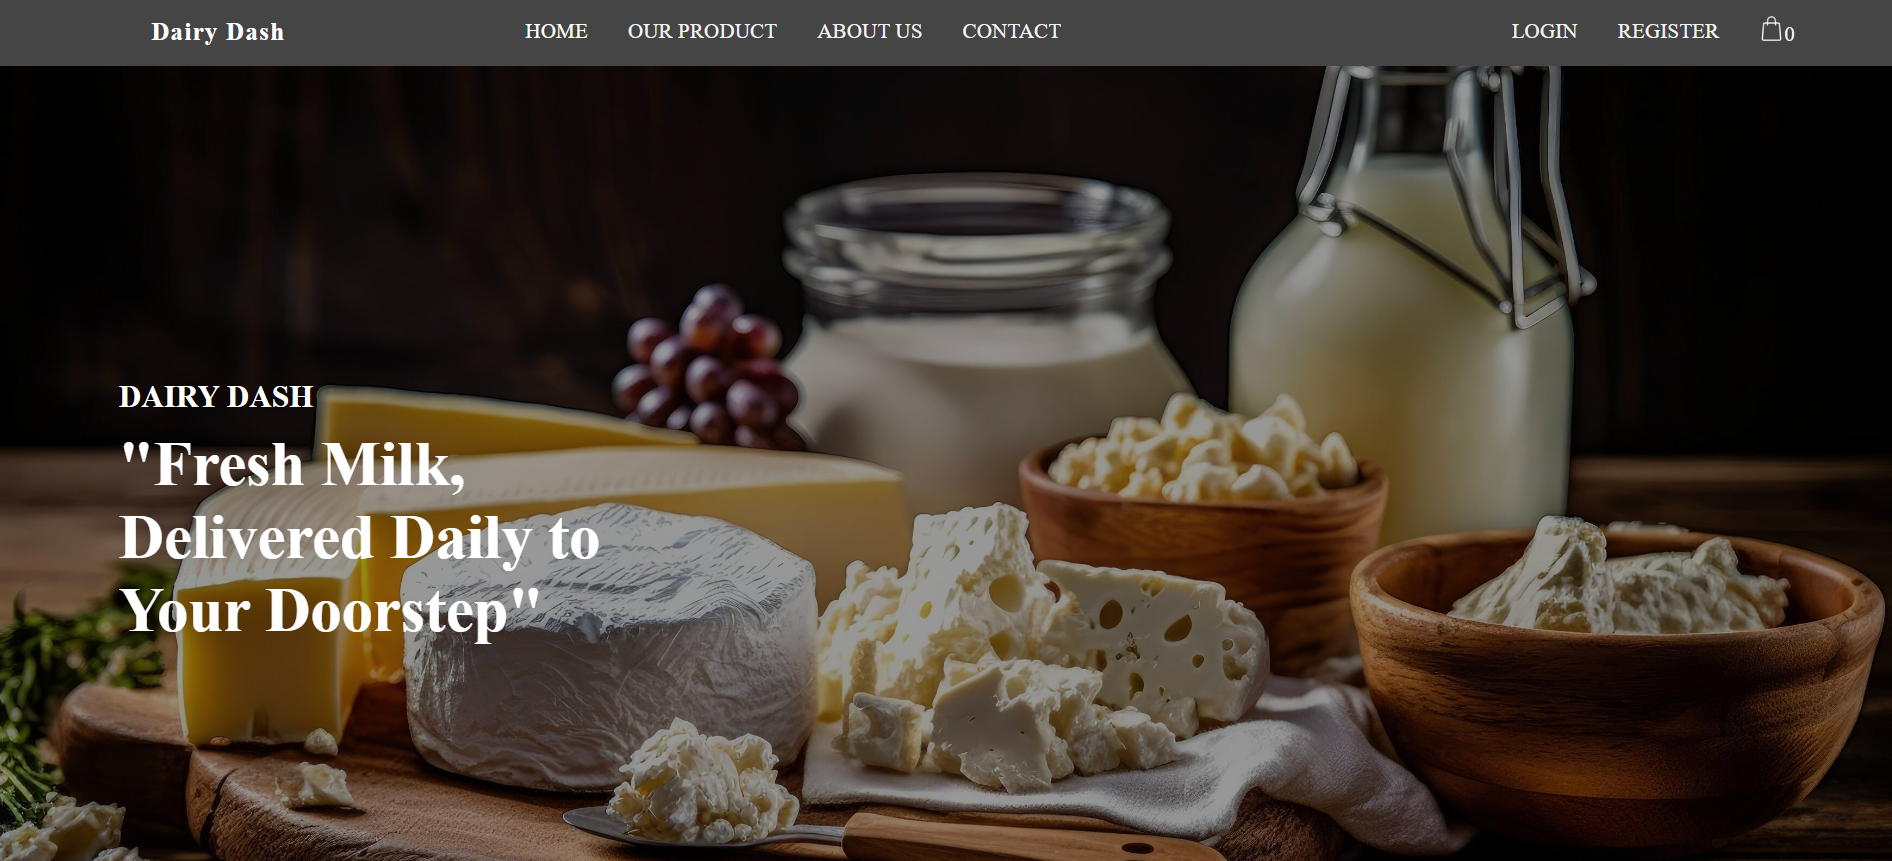 Dairy Dash
HOME
OUR PRODUCT
ABOUT US
CONTACT
LOGIN
REGISTER
0
DAIRY DASH
"Fresh Milk,
Delivered Daily to
Your Doorstep"